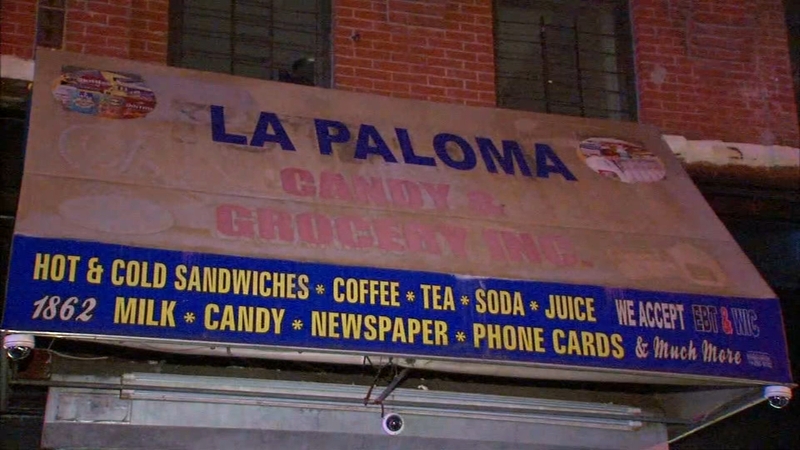 LA PALOMA
CANDY &
GROCERY INC.
HOT & COLD SANDWICHES * COFFEE * TEA * SODA * JUICE WE ACCEPT EBT & WIC
1862 MILK * CANDY * NEWSPAPER * PHONE CARDS & Much More